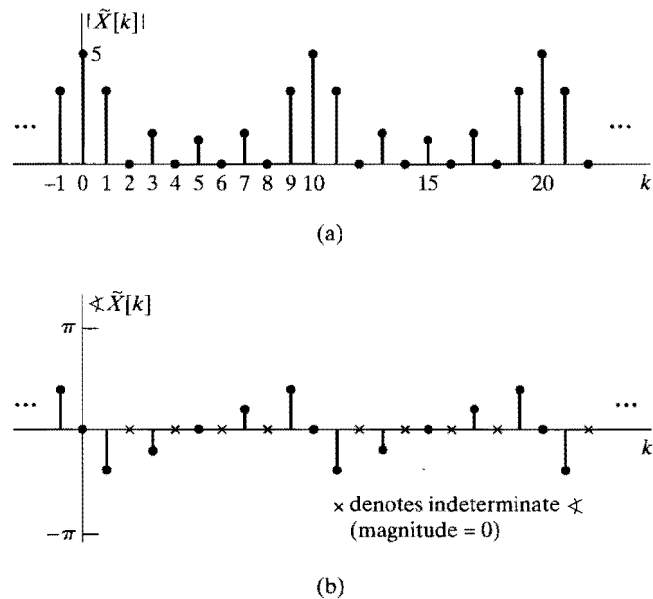 |X̃[k]|
5
...
...
–1 0 1 2 3 4 5 6 7 8 9 10 15 20 k
(a)
∢ X̃[k]
π
...
...
k
× denotes indeterminate ∢
(magnitude = 0)
–π
(b)